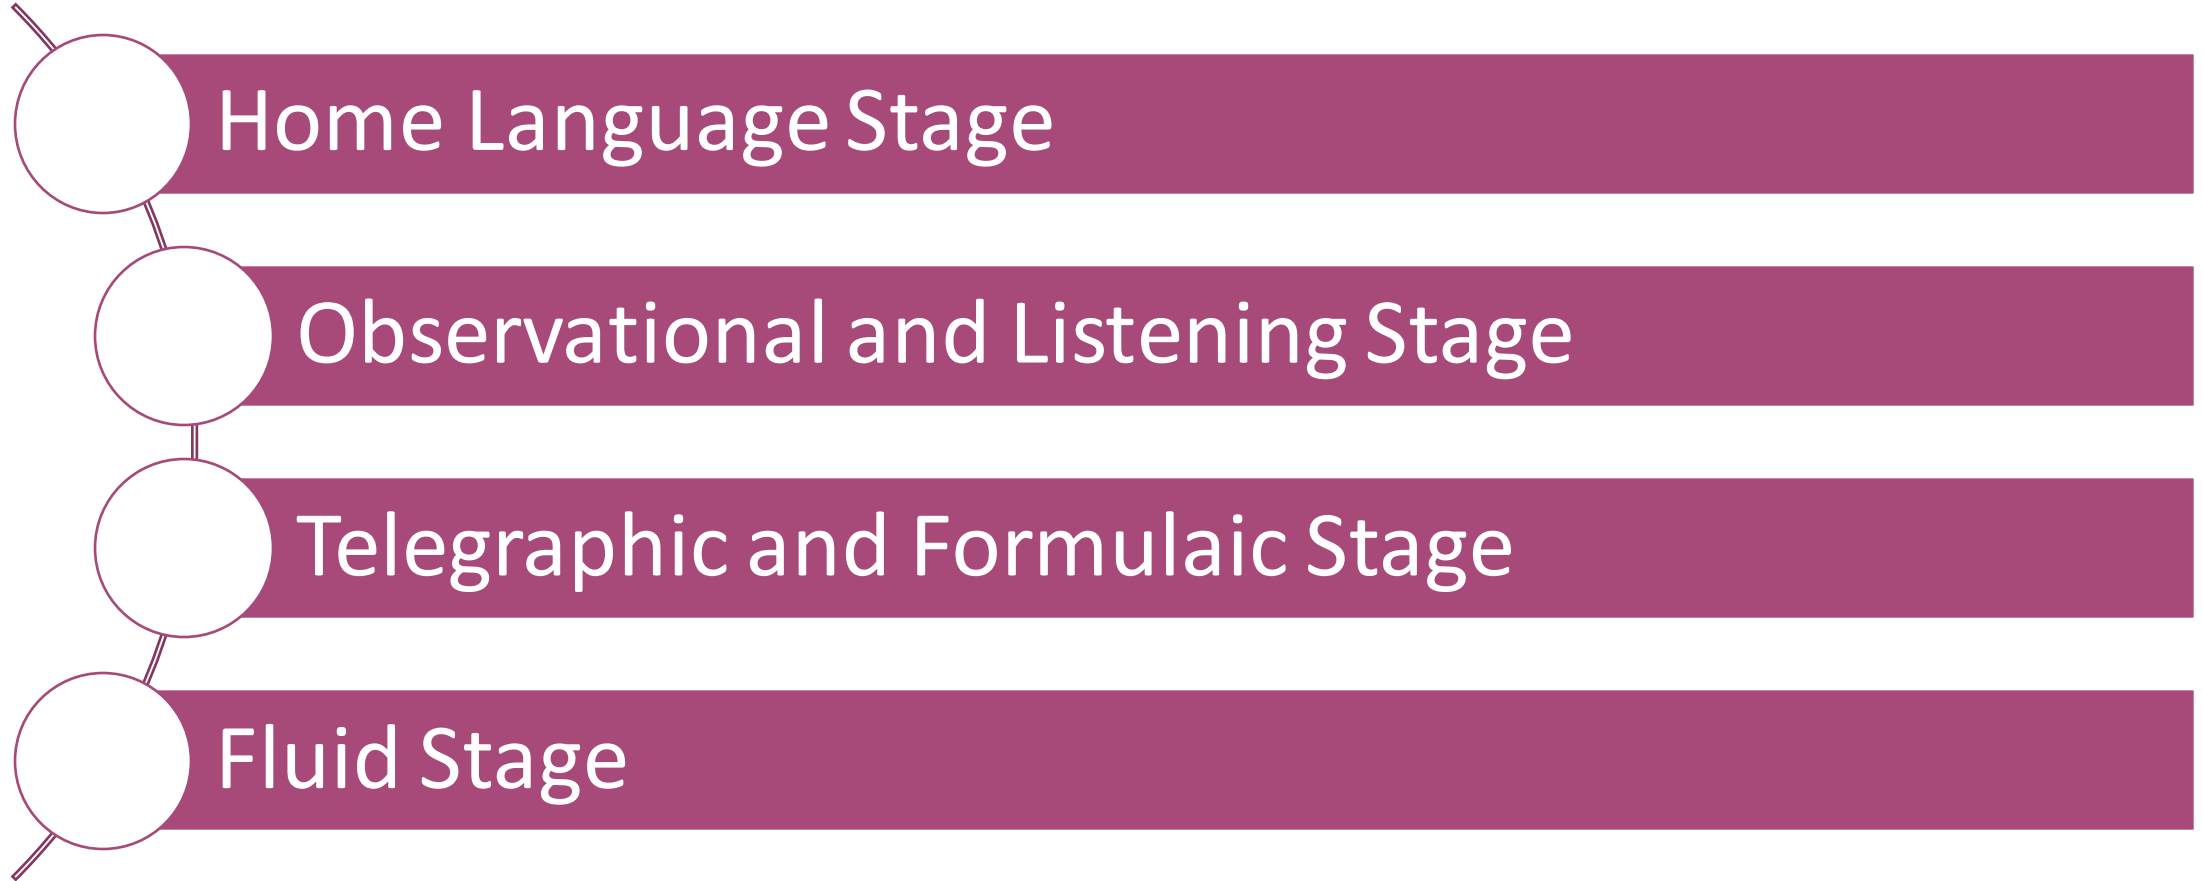 Home Language Stage
Observational and Listening Stage
Telegraphic and Formulaic Stage
Fluid Stage